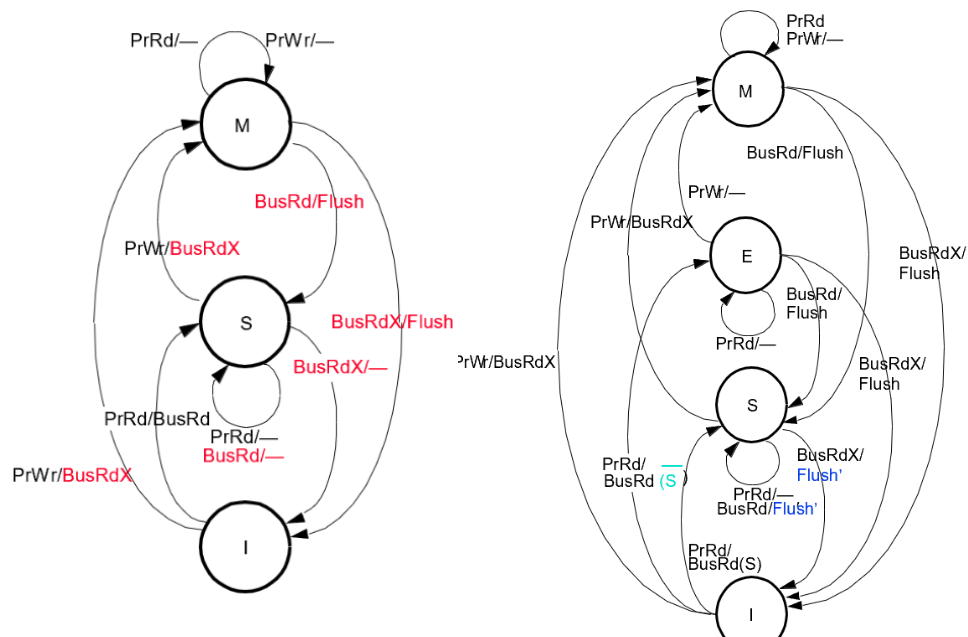 PrRd/—
PrWr/—
M
BusRd/Flush
PrWr/BusRdX
S
BusRdX/Flush
BusRdX/—
PrRd/BusRd
PrRd/—
BusRd/—
PrWr/BusRdX
I
PrRd
PrWr/—
M
BusRd/Flush
PrWr/—
PrWr/BusRdX
E
BusRdX/
Flush
BusRd/
Flush
PrRd/—
PrWr/BusRdX
BusRdX/
Flush
S
BusRdX/
Flush'
PrRd/
BusRd (S̅)
PrRd/—
BusRd/Flush'
PrRd/
BusRd(S)
I